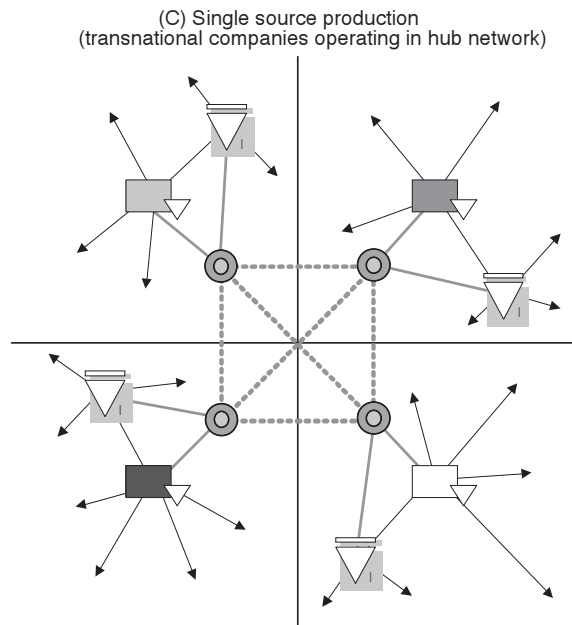 (C) Single source production
(transnational companies operating in hub network)
I
I
I
I